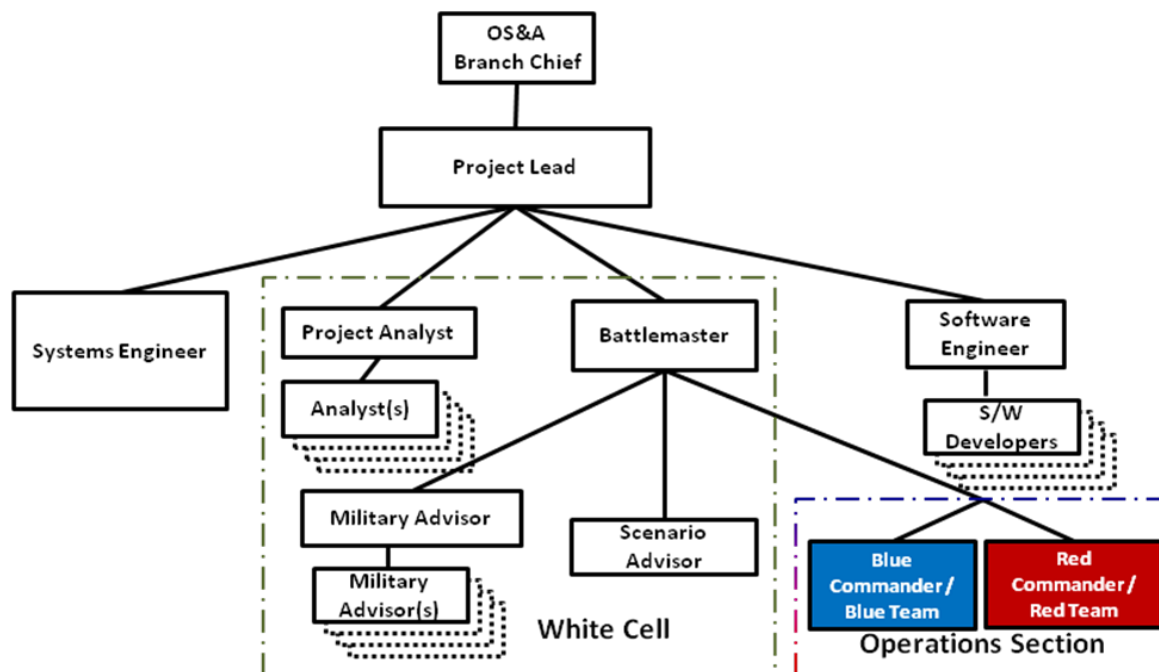 OS&A
Branch Chief
Project Lead
Systems Engineer
Project Analyst
Battlemaster
Software
Engineer
Analyst(s)
S/W
Developers
Military Advisor
Scenario
Advisor
Military
Advisor(s)
Blue
Commander /
Blue Team
Red
Commander /
Red Team
White Cell
Operations Section